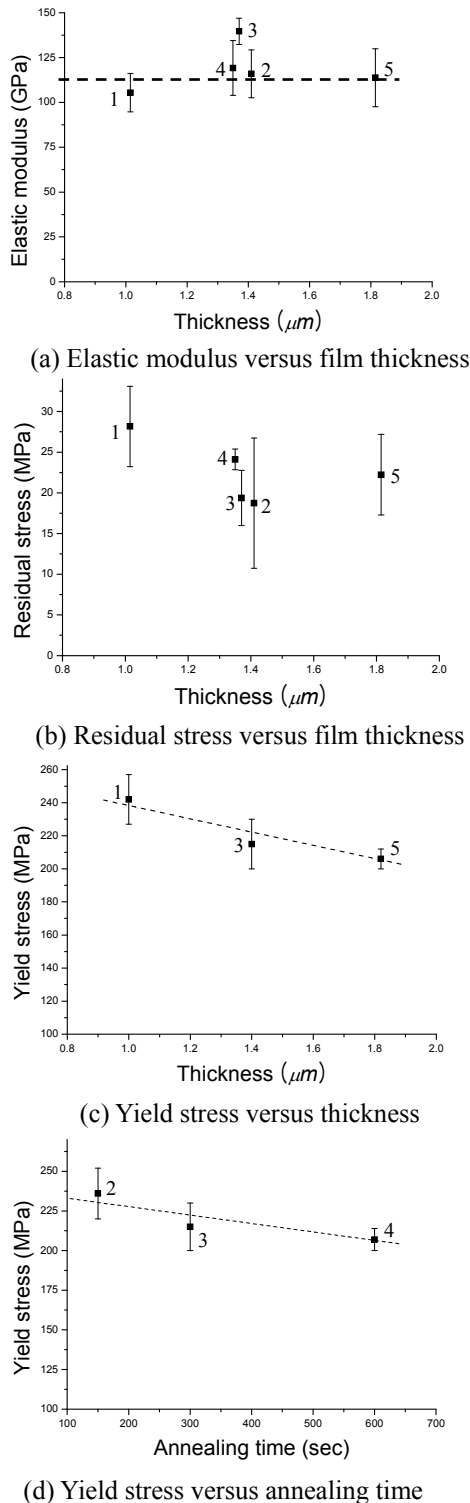 150
125
100
75
50
25
0
Elastic modulus (GPa)
3
4
2
5
1
0.8 1.0 1.2 1.4 1.6 1.8 2.0
Thickness (μm)
(a) Elastic modulus versus film thickness
30
25
20
15
10
5
0
Residual stress (MPa)
1
4
3
2
5
0.8 1.0 1.2 1.4 1.6 1.8 2.0
Thickness (μm)
(b) Residual stress versus film thickness
260
240
220
200
180
160
140
120
100
Yield stress (MPa)
1
3
5
0.8 1.0 1.2 1.4 1.6 1.8 2.0
Thickness (μm)
(c) Yield stress versus thickness
250
225
200
175
150
125
100
Yield stress (MPa)
2
3
4
100 200 300 400 500 600 700
Annealing time (sec)
(d) Yield stress versus annealing time